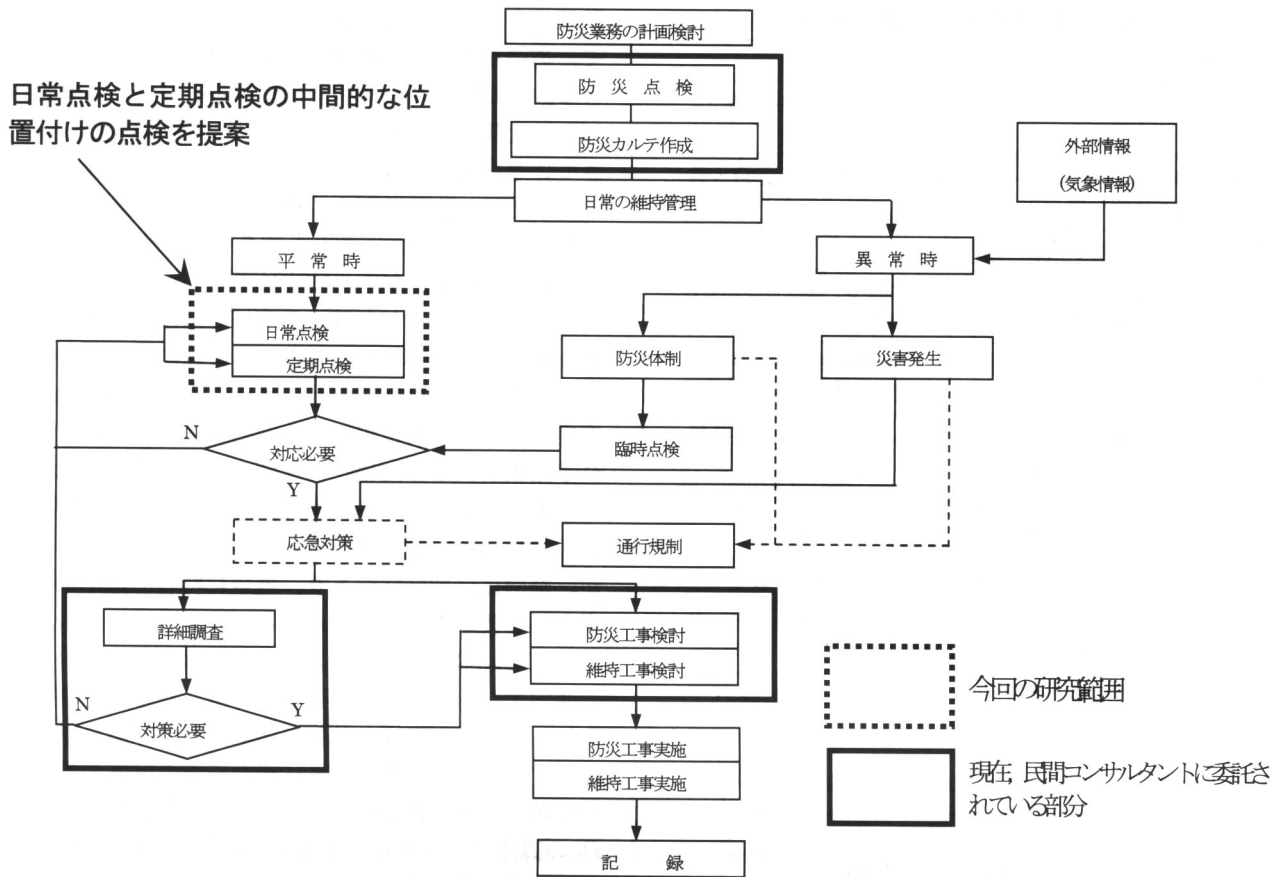 防災業務の計画検討
防 災 点 検
防災カルテ作成
日常の維持管理
日常点検と定期点検の中間的な位
置付けの点検を提案
外部情報
(気象情報)
平 常 時
異 常 時
日常点検
定期点検
防災体制
災害発生
N
対応必要
臨時点検
Y
応急対策
通行規制
詳細調査
防災工事検討
維持工事検討
N
対策必要
Y
防災工事実施
維持工事実施
記 録
今回の研究範囲
現在，民間コンサルタントに委託さ
れている部分